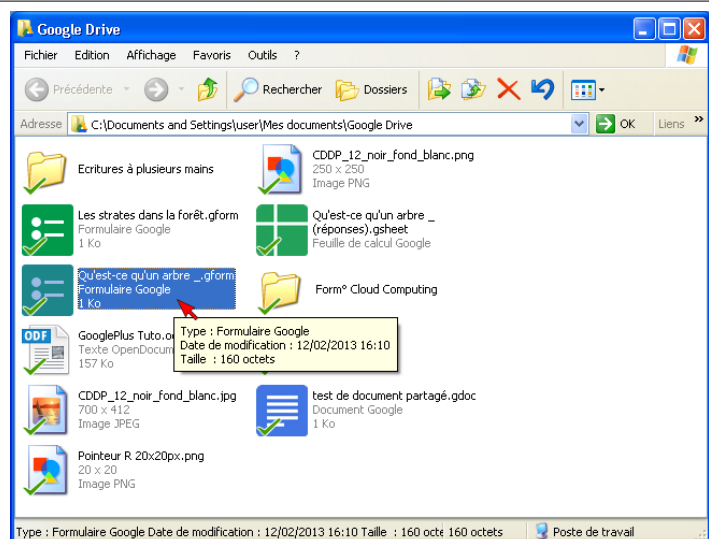 Google Drive
Fichier Edition Affichage Favoris Outils ?
Précédente Rechercher Dossiers
Adresse C:\Documents and Settings\user\Mes documents\Google Drive OK Liens »
Ecritures à plusieurs mains
CDDP_12_noir_fond_blanc.png
250 x 250
Image PNG
Les strates dans la forêt.gform
Formulaire Google
1 Ko
Qu'est-ce qu'un arbre _
(réponses).gsheet
Feuille de calcul Google
Qu'est-ce qu'un arbre _.gform
Formulaire Google
1 Ko
Form° Cloud Computing
ODF
GooglePlus Tuto.o
Texte OpenDocum
157 Ko
Type : Formulaire Google
Date de modification : 12/02/2013 16:10
Taille : 160 octets
CDDP_12_noir_fond_blanc.jpg
700 x 412
Image JPEG
test de document partagé.gdoc
Document Google
1 Ko
Pointeur R 20x20px.png
20 x 20
Image PNG
Type : Formulaire Google Date de modification : 12/02/2013 16:10 Taille : 160 octe 160 octets Poste de travail